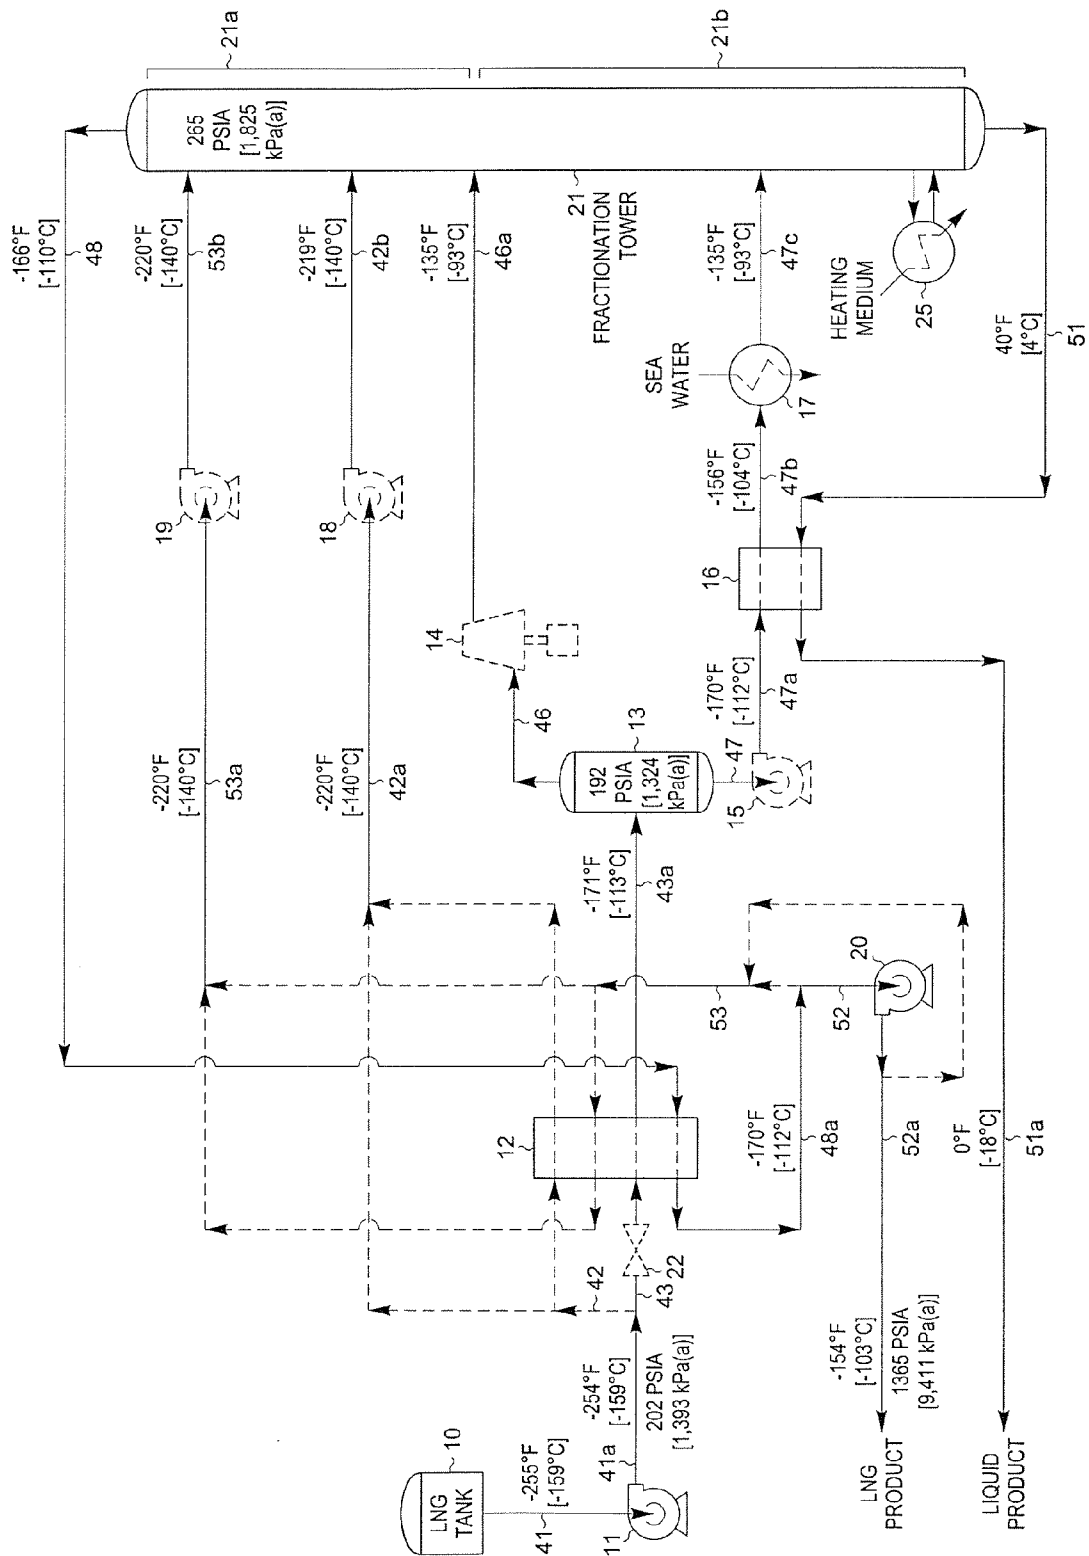 LNG
TANK
10
-255°F
[-159°C]
41
11
-254°F
[-159°C]
41a
202 PSIA
[1,393 kPa(a)]
42
43
22
12
-171°F
[-113°C]
43a
192
PSIA
[1,324
kPa(a)]
13
46
14
47
15
-170°F
[-112°C]
47a
16
-156°F
[-104°C]
47b
SEA
WATER
17
-135°F
[-93°C]
47c
-135°F
[-93°C]
46a
-220°F
[-140°C]
42a
18
-219°F
[-140°C]
42b
-220°F
[-140°C]
53a
19
-220°F
[-140°C]
53b
-166°F
[-110°C]
48
265
PSIA
[1,825
kPa(a)]
21a
21b
21
FRACTIONATION
TOWER
HEATING
MEDIUM
25
40°F
[4°C]
51
53
52
20
-170°F
[-112°C]
48a
-154°F
[-103°C]
52a
1365 PSIA
[9,411 kPa(a)]
LNG
PRODUCT
0°F
[-18°C]
51a
LIQUID
PRODUCT